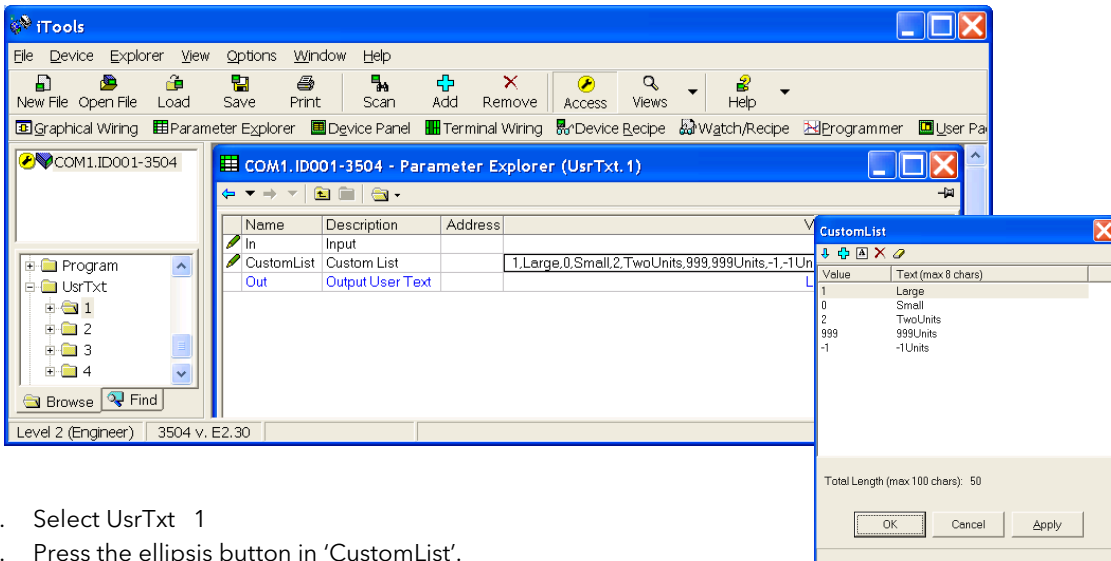 iTools
File Device Explorer View Options Window Help
New File Open File Load Save Print Scan Add Remove Access Views Help
Graphical Wiring Parameter Explorer Device Panel Terminal Wiring Device Recipe Watch/Recipe Programmer User Pa
COM1.ID001-3504
COM1.ID001-3504 - Parameter Explorer (UsrTxt.1)
Name Description Address V
In Input
CustomList Custom List 1,Large,0,Small,2,TwoUnits,999,999Units,-1,-1Un
Out Output User Text L
Program
UsrTxt
1
2
3
4
Browse Find
Level 2 (Engineer) 3504 v. E2.30
CustomList
Value Text (max 8 chars)
1 Large
0 Small
2 TwoUnits
999 999Units
-1 -1Units
Total Length (max 100 chars): 50
OK Cancel Apply
. Select UsrTxt 1
. Press the ellipsis button in ‘CustomList’.